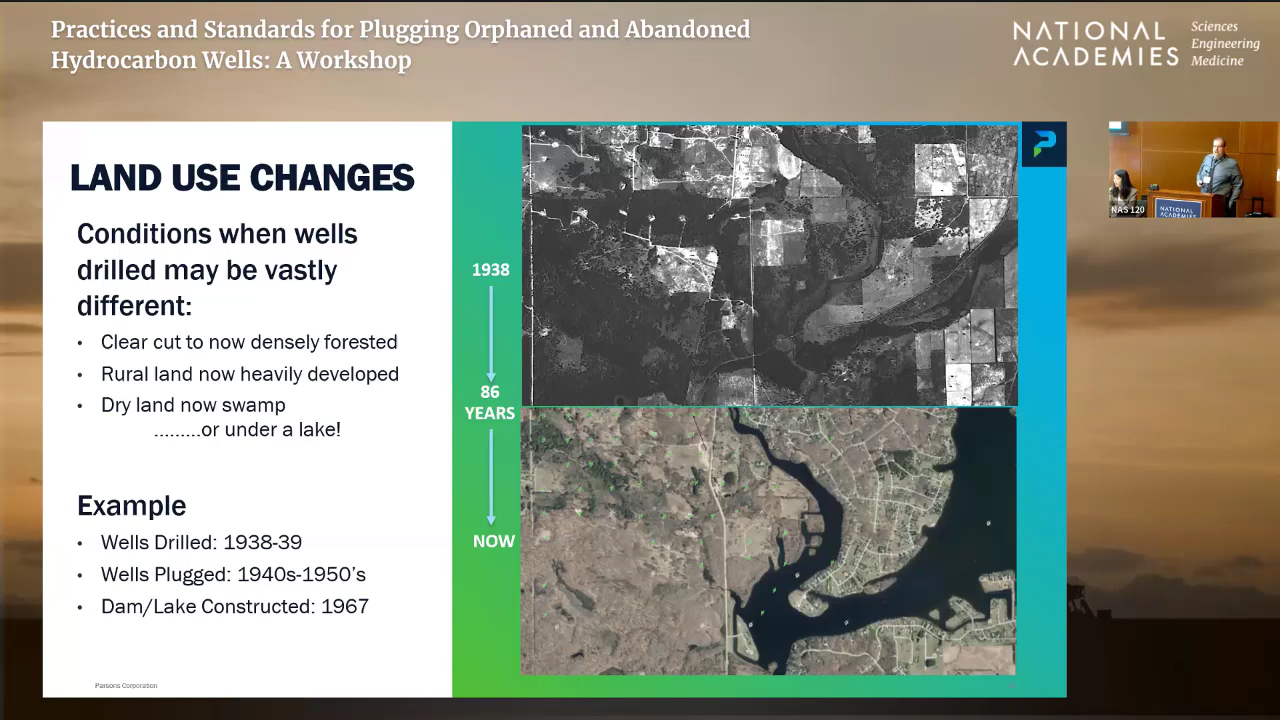 Practices and Standards for Plugging Orphaned and Abandoned
Hydrocarbon Wells: A Workshop
NATIONAL
ACADEMIES
Sciences
Engineering
Medicine
LAND USE CHANGES
Conditions when wells
drilled may be vastly
different:
• Clear cut to now densely forested
• Rural land now heavily developed
• Dry land now swamp
.........or under a lake!
Example
• Wells Drilled: 1938-39
• Wells Plugged: 1940s-1950's
• Dam/Lake Constructed: 1967
Parsons Corporation
1938
86
YEARS
NOW
NAS 120
NATIONAL
ACADEMIES